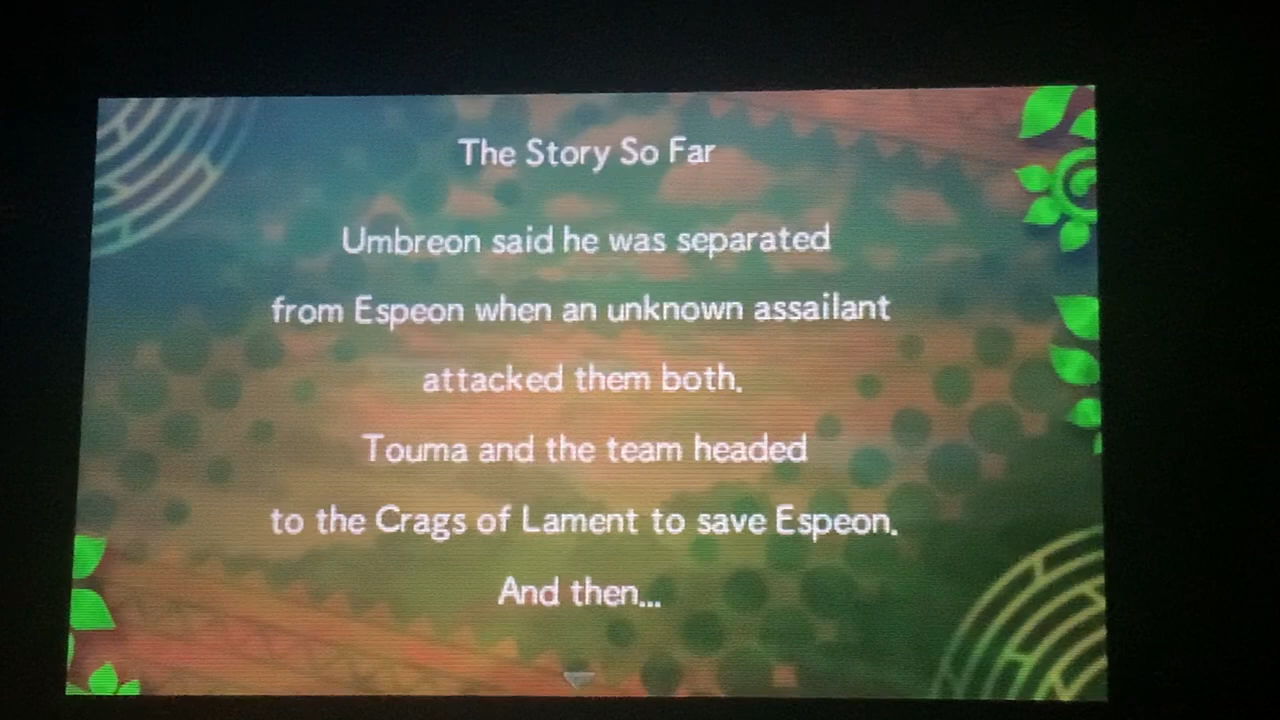 The Story So Far
Umbreon said he was separated
from Espeon when an unknown assailant
attacked them both.
Touma and the team headed
to the Crags of Lament to save Espeon.
And then...